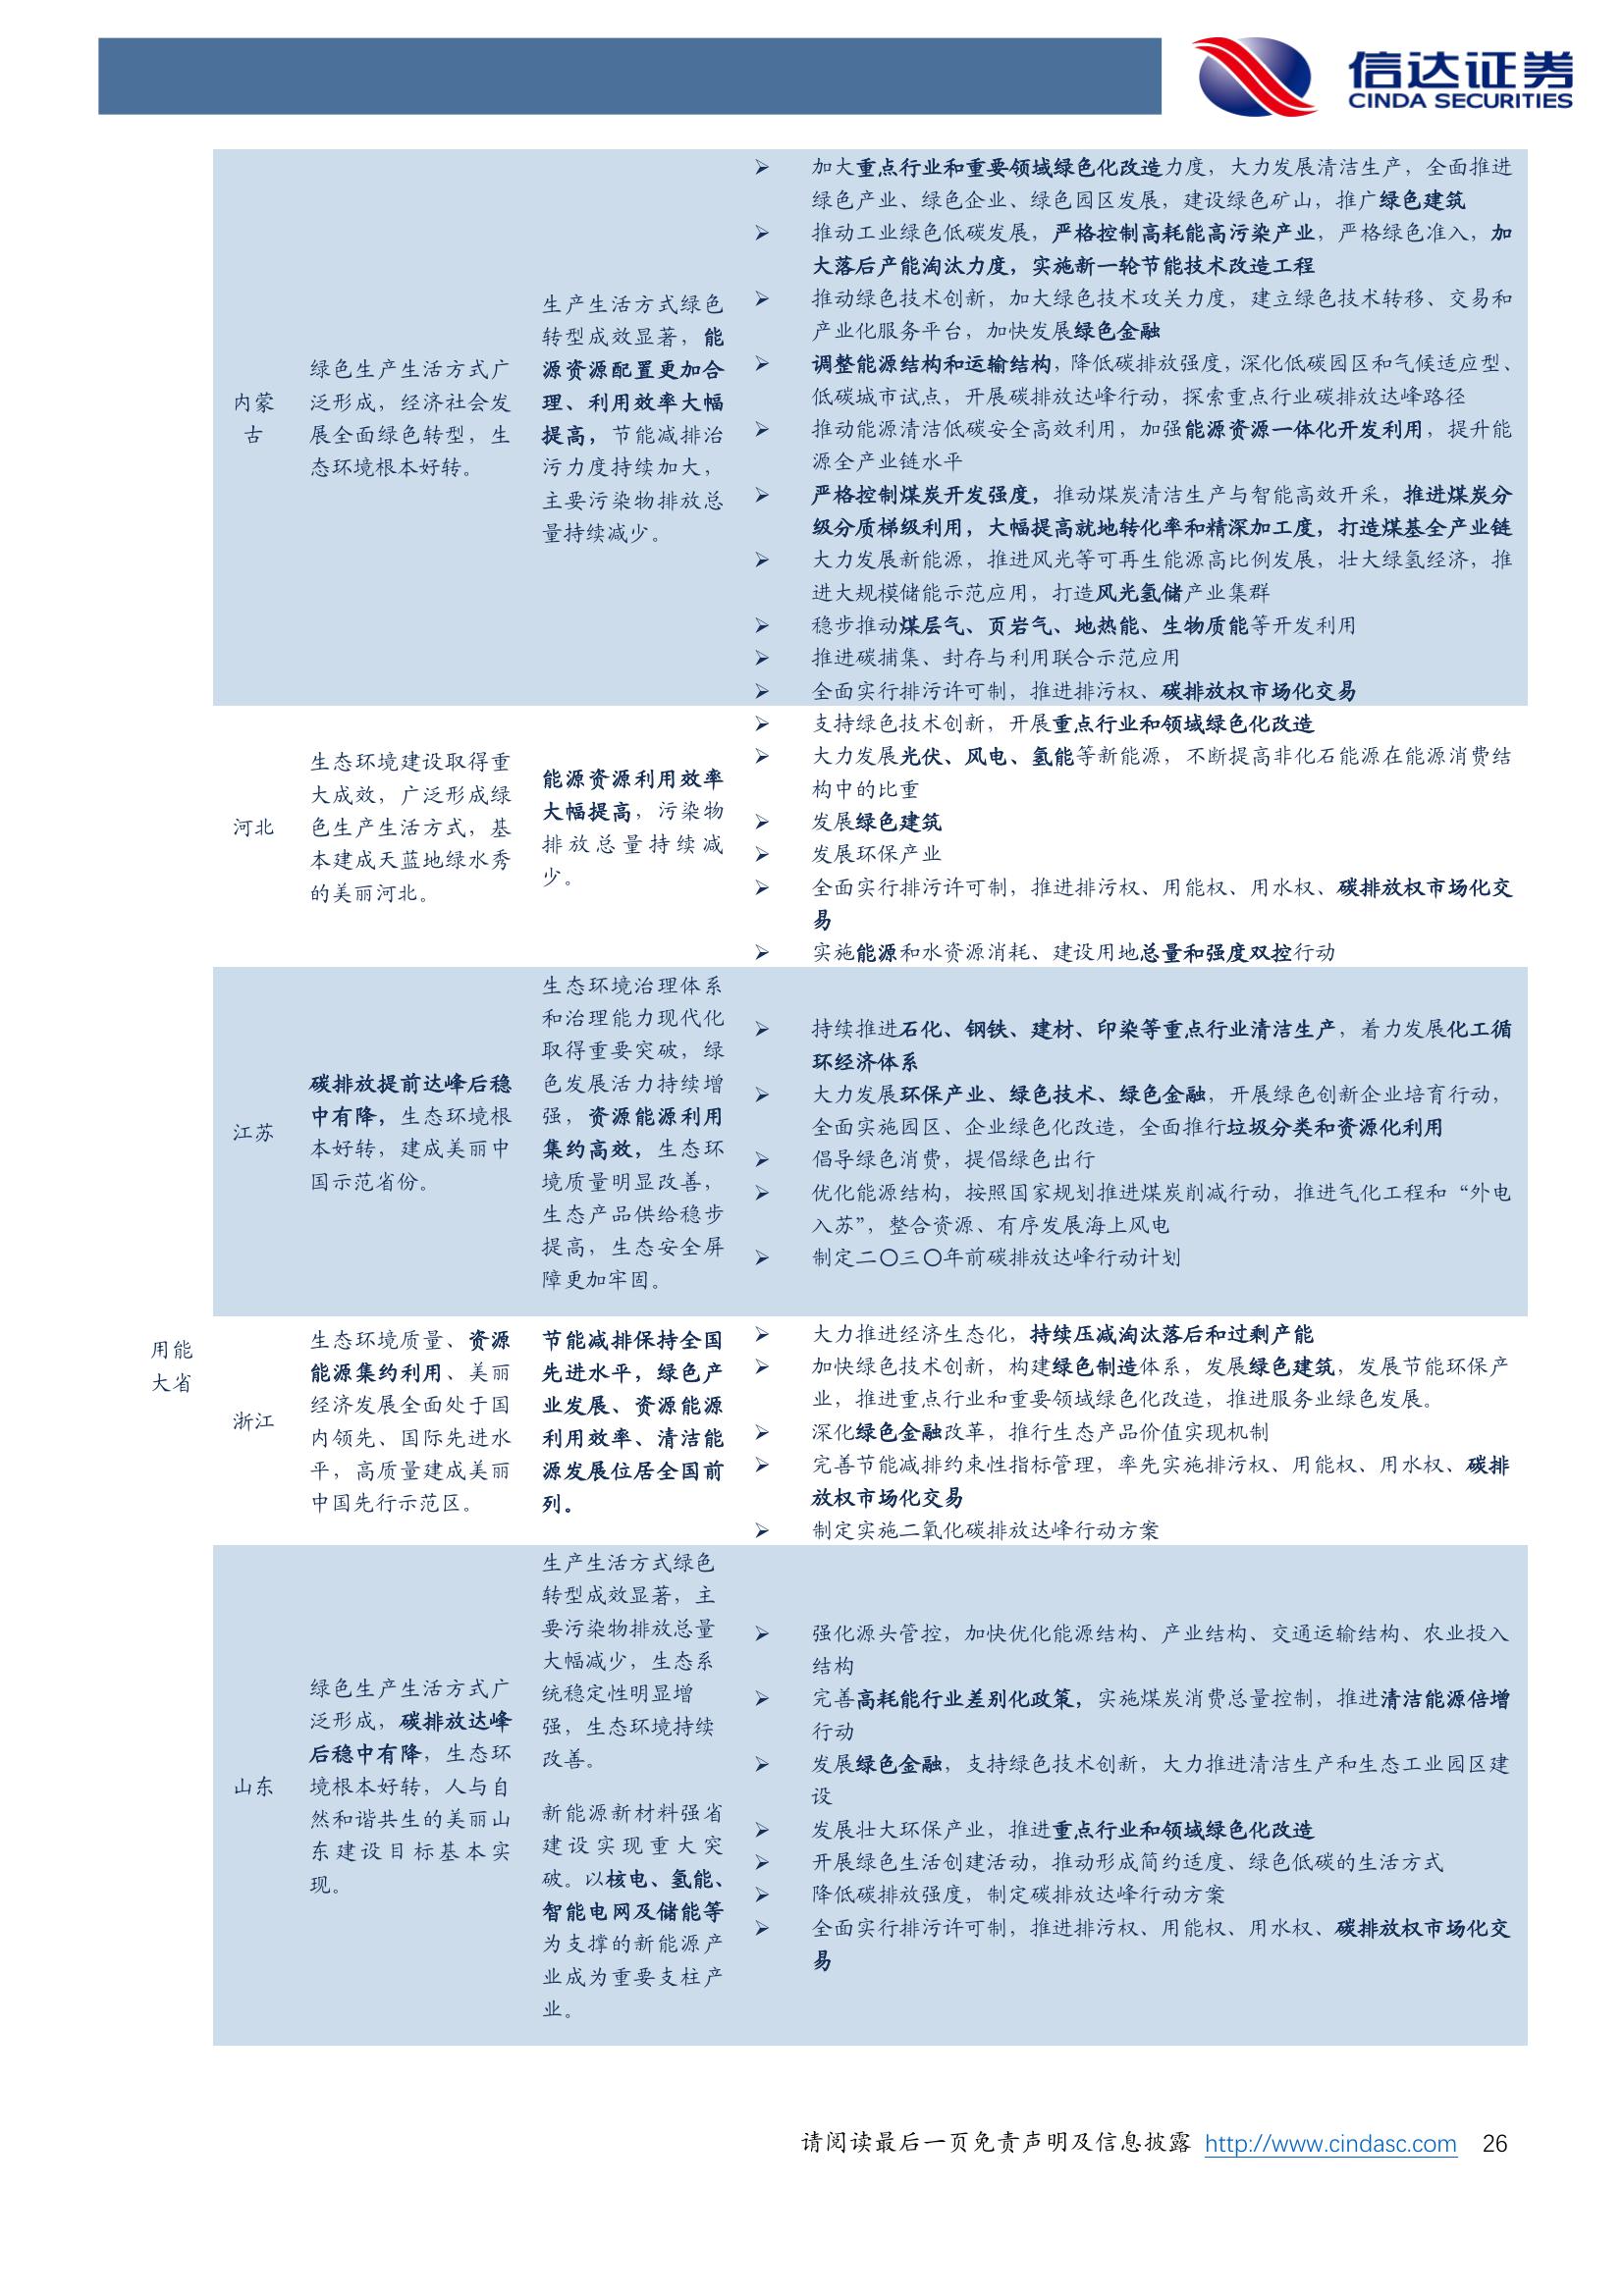 信达证券
CINDA SECURITIES
内蒙
古
绿色生产生活方式广
泛形成，经济社会发
展全面绿色转型，生
态环境根本好转。
生产生活方式绿色
转型成效显著，能
源资源配置更加合
理、利用效率大幅
提高，节能减排治
污力度持续加大，
主要污染物排放总
量持续减少。
➢ 加大重点行业和重要领域绿色化改造力度，大力发展清洁生产，全面推进
绿色产业、绿色企业、绿色园区发展，建设绿色矿山，推广绿色建筑
➢ 推动工业绿色低碳发展，严格控制高耗能高污染产业，严格绿色准入，加
大落后产能淘汰力度，实施新一轮节能技术改造工程
➢ 推动绿色技术创新，加大绿色技术攻关力度，建立绿色技术转移、交易和
产业化服务平台，加快发展绿色金融
➢ 调整能源结构和运输结构，降低碳排放强度，深化低碳园区和气候适应型、
低碳城市试点，开展碳排放达峰行动，探索重点行业碳排放达峰路径
➢ 推动能源清洁低碳安全高效利用，加强能源资源一体化开发利用，提升能
源全产业链水平
➢ 严格控制煤炭开发强度，推动煤炭清洁生产与智能高效开采，推进煤炭分
级分质梯级利用，大幅提高就地转化率和精深加工度，打造煤基全产业链
➢ 大力发展新能源，推进风光等可再生能源高比例发展，壮大绿氢经济，推
进大规模储能示范应用，打造风光氢储产业集群
➢ 稳步推动煤层气、页岩气、地热能、生物质能等开发利用
➢ 推进碳捕集、封存与利用联合示范应用
➢ 全面实行排污许可制，推进排污权、碳排放权市场化交易
用能
大省
河北
生态环境建设取得重
大成效，广泛形成绿
色生产生活方式，基
本建成天蓝地绿水秀
的美丽河北。
能源资源利用效率
大幅提高，污染物
排放总量持续减
少。
➢ 支持绿色技术创新，开展重点行业和领域绿色化改造
➢ 大力发展光伏、风电、氢能等新能源，不断提高非化石能源在能源消费结
构中的比重
➢ 发展绿色建筑
➢ 发展环保产业
➢ 全面实行排污许可制，推进排污权、用能权、用水权、碳排放权市场化交
易
➢ 实施能源和水资源消耗、建设用地总量和强度双控行动
江苏
碳排放提前达峰后稳
中有降，生态环境根
本好转，建成美丽中
国示范省份。
生态环境治理体系
和治理能力现代化
取得重要突破，绿
色发展活力持续增
强，资源能源利用
集约高效，生态环
境质量明显改善，
生态产品供给稳步
提高，生态安全屏
障更加牢固。
➢ 持续推进石化、钢铁、建材、印染等重点行业清洁生产，着力发展化工循
环经济体系
➢ 大力发展环保产业、绿色技术、绿色金融，开展绿色创新企业培育行动，
全面实施园区、企业绿色化改造，全面推行垃圾分类和资源化利用
➢ 倡导绿色消费，提倡绿色出行
➢ 优化能源结构，按照国家规划推进煤炭削减行动，推进气化工程和“外电
入苏”，整合资源、有序发展海上风电
➢ 制定二〇三〇年前碳排放达峰行动计划
浙江
生态环境质量、资源
能源集约利用、美丽
经济发展全面处于国
内领先、国际先进水
平，高质量建成美丽
中国先行示范区。
节能减排保持全国
先进水平，绿色产
业发展、资源能源
利用效率、清洁能
源发展位居全国前
列。
➢ 大力推进经济生态化，持续压减淘汰落后和过剩产能
➢ 加快绿色技术创新，构建绿色制造体系，发展绿色建筑，发展节能环保产
业，推进重点行业和重要领域绿色化改造，推进服务业绿色发展。
➢ 深化绿色金融改革，推行生态产品价值实现机制
➢ 完善节能减排约束性指标管理，率先实施排污权、用能权、用水权、碳排
放权市场化交易
➢ 制定实施二氧化碳排放达峰行动方案
山东
绿色生产生活方式广
泛形成，碳排放达峰
后稳中有降，生态环
境根本好转，人与自
然和谐共生的美丽山
东建设目标基本实
现。
生产生活方式绿色
转型成效显著，主
要污染物排放总量
大幅减少，生态系
统稳定性明显增
强，生态环境持续
改善。
新能源新材料强省
建设实现重大突
破。以核电、氢能、
智能电网及储能等
为支撑的新能源产
业成为重要支柱产
业。
➢ 强化源头管控，加快优化能源结构、产业结构、交通运输结构、农业投入
结构
➢ 完善高耗能行业差别化政策，实施煤炭消费总量控制，推进清洁能源倍增
行动
➢ 发展绿色金融，支持绿色技术创新，大力推进清洁生产和生态工业园区建
设
➢ 发展壮大环保产业，推进重点行业和领域绿色化改造
➢ 开展绿色生活创建活动，推动形成简约适度、绿色低碳的生活方式
➢ 降低碳排放强度，制定碳排放达峰行动方案
➢ 全面实行排污许可制，推进排污权、用能权、用水权、碳排放权市场化交
易
请阅读最后一页免责声明及信息披露 http://www.cindasc.com 26